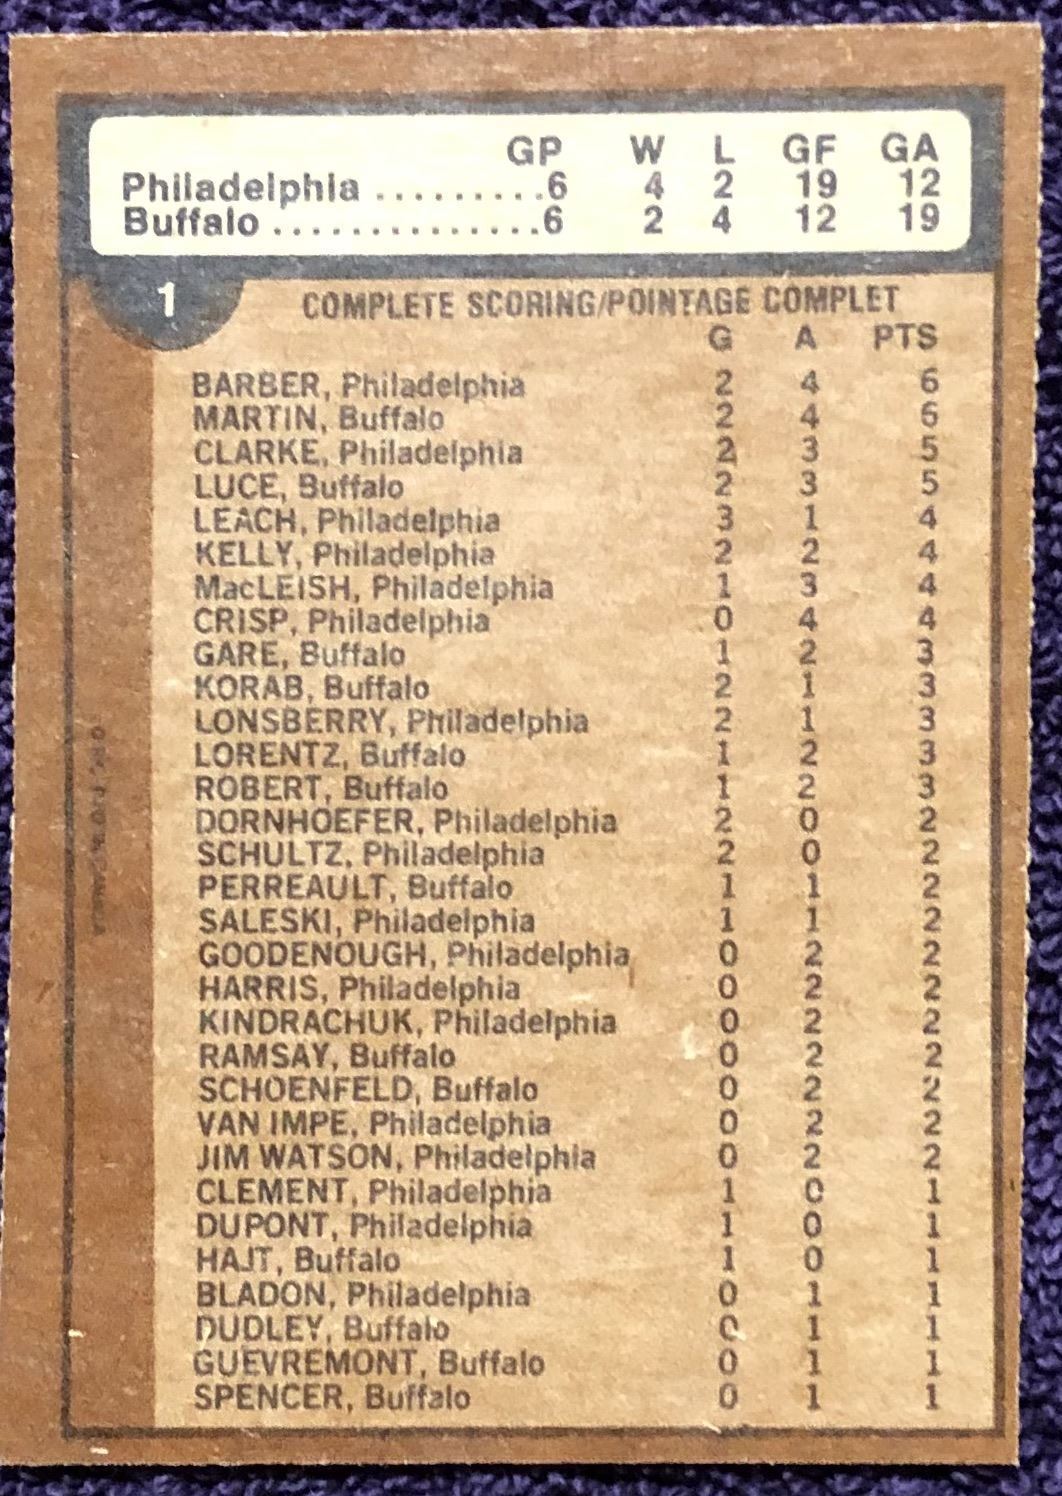 GP W L GF GA
Philadelphia .........6 4 2 19 12
Buffalo ..............6 2 4 12 19
1 COMPLETE SCORING/POINTAGE COMPLET
G A PTS
BARBER, Philadelphia 2 4 6
MARTIN, Buffalo 2 4 6
CLARKE, Philadelphia 2 3 5
LUCE, Buffalo 2 3 5
LEACH, Philadelphia 3 1 4
KELLY, Philadelphia 2 2 4
MacLEISH, Philadelphia 1 3 4
CRISP, Philadelphia 0 4 4
GARE, Buffalo 1 2 3
KORAB, Buffalo 2 1 3
LONSBERRY, Philadelphia 2 1 3
LORENTZ, Buffalo 1 2 3
ROBERT, Buffalo 1 2 3
DORNHOEFER, Philadelphia 2 0 2
SCHULTZ, Philadelphia 2 0 2
PERREAULT, Buffalo 1 1 2
SALESKI, Philadelphia 1 1 2
GOODENOUGH, Philadelphia 0 2 2
HARRIS, Philadelphia 0 2 2
KINDRACHUK, Philadelphia 0 2 2
RAMSAY, Buffalo 0 2 2
SCHOENFELD, Buffalo 0 2 2
VAN IMPE, Philadelphia 0 2 2
JIM WATSON, Philadelphia 0 2 2
CLEMENT, Philadelphia 1 0 1
DUPONT, Philadelphia 1 0 1
HAJT, Buffalo 1 0 1
BLADON, Philadelphia 0 1 1
DUDLEY, Buffalo 0 1 1
GUEVREMONT, Buffalo 0 1 1
SPENCER, Buffalo 0 1 1